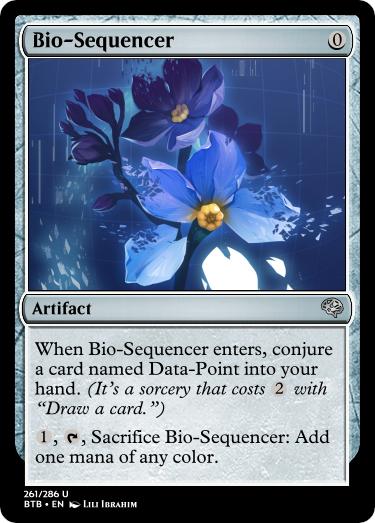 Bio-Sequencer 0
Artifact
When Bio-Sequencer enters, conjure
a card named Data-Point into your
hand. (It's a sorcery that costs 2 with
“Draw a card.”)
1, , Sacrifice Bio-Sequencer: Add
one mana of any color.
261/286 U
BTB • EN Lili Ibrahim